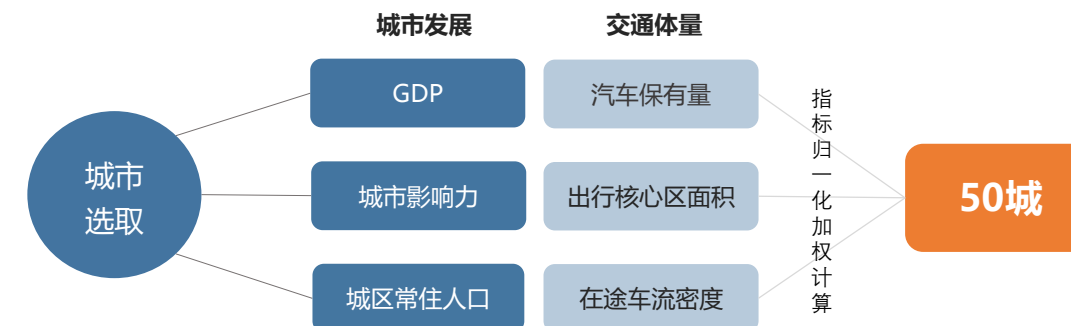 城市发展
交通体量
城市
选取
GDP
汽车保有量
城市影响力
出行核心区面积
城区常住人口
在途车流密度
指标归一化加权计算
50城